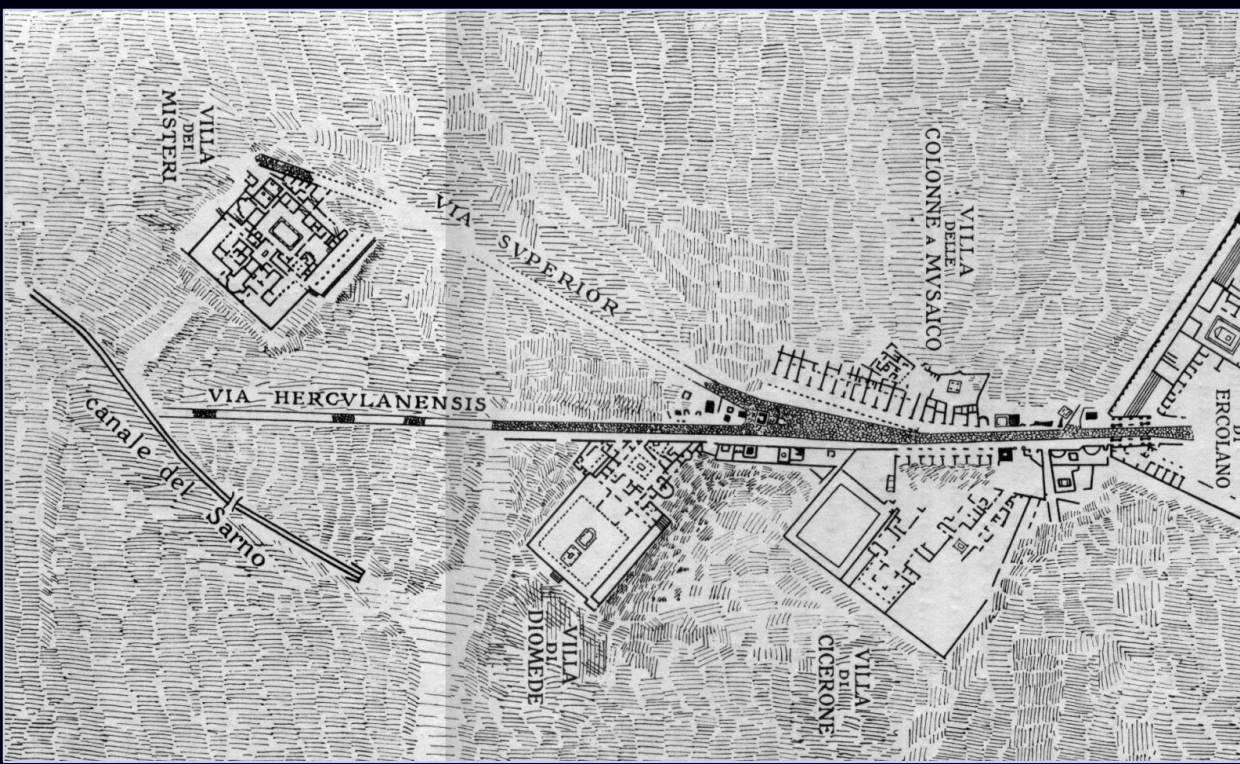 VILLA
DEI
MISTERI
VIA SVPERIOR
VILLA
DELLE
COLONNE A MVSAICO
VIA HERCVLANENSIS
canale del Sarno
DI
ERCOLANO
VILLA
DI
DIOMEDE
VILLA
DI
CICERONE